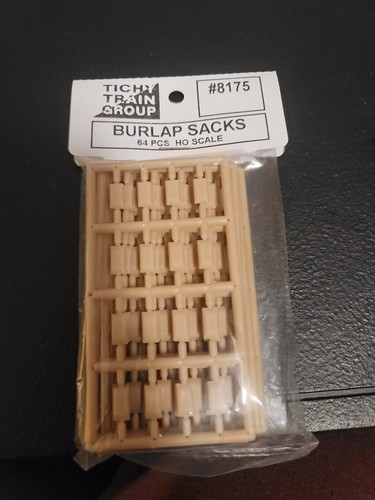 TICHY
TRAIN
GROUP
#8175
BURLAP SACKS
64 PCS HO SCALE